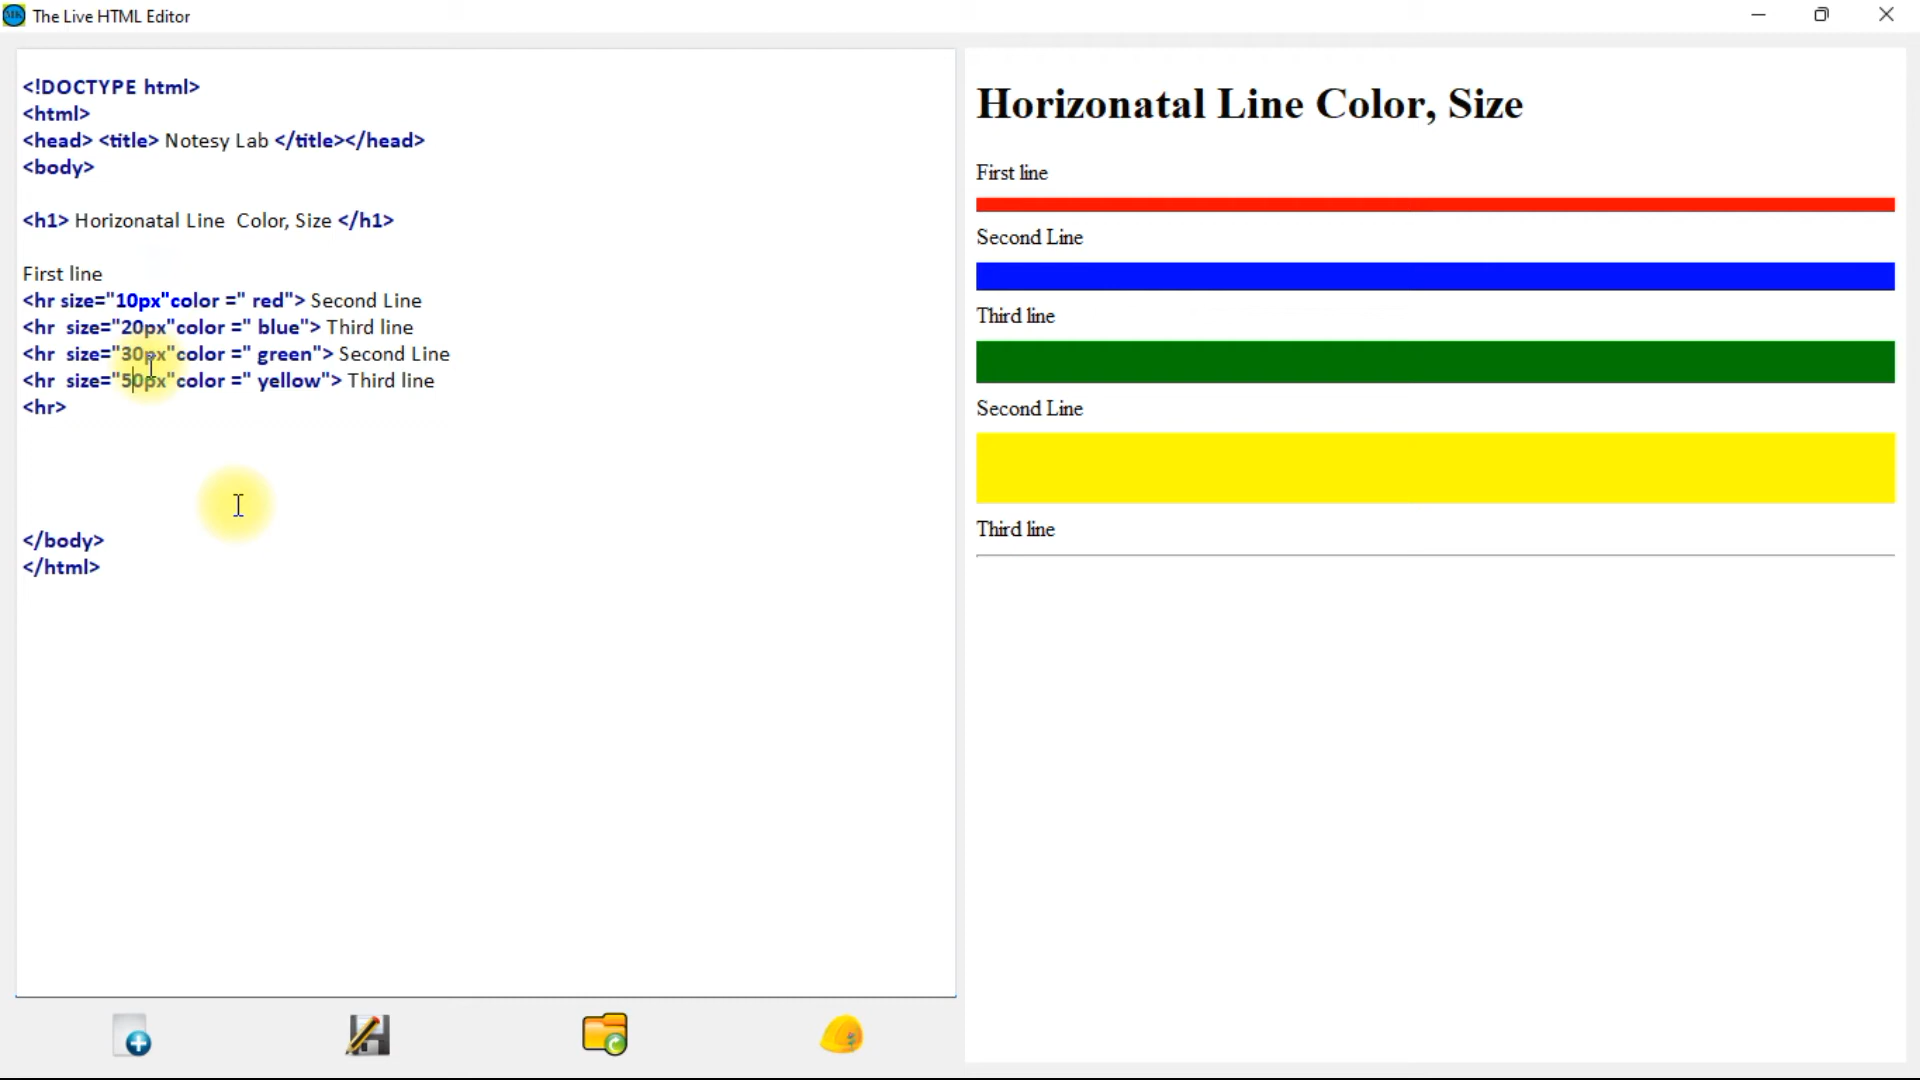 The Live HTML Editor
<!DOCTYPE html>
<html>
<head> <title> Notesy Lab </title></head>
<body>
<h1> Horizonatal Line  Color, Size </h1>
First line
<hr size="10px"color =" red"> Second Line
<hr  size="20px"color =" blue"> Third line
<hr  size="30px"color =" green"> Second Line
<hr  size="50px"color =" yellow"> Third line
<hr>
</body>
</html>
Horizonatal Line Color, Size
First line
Second Line
Third line
Second Line
Third line